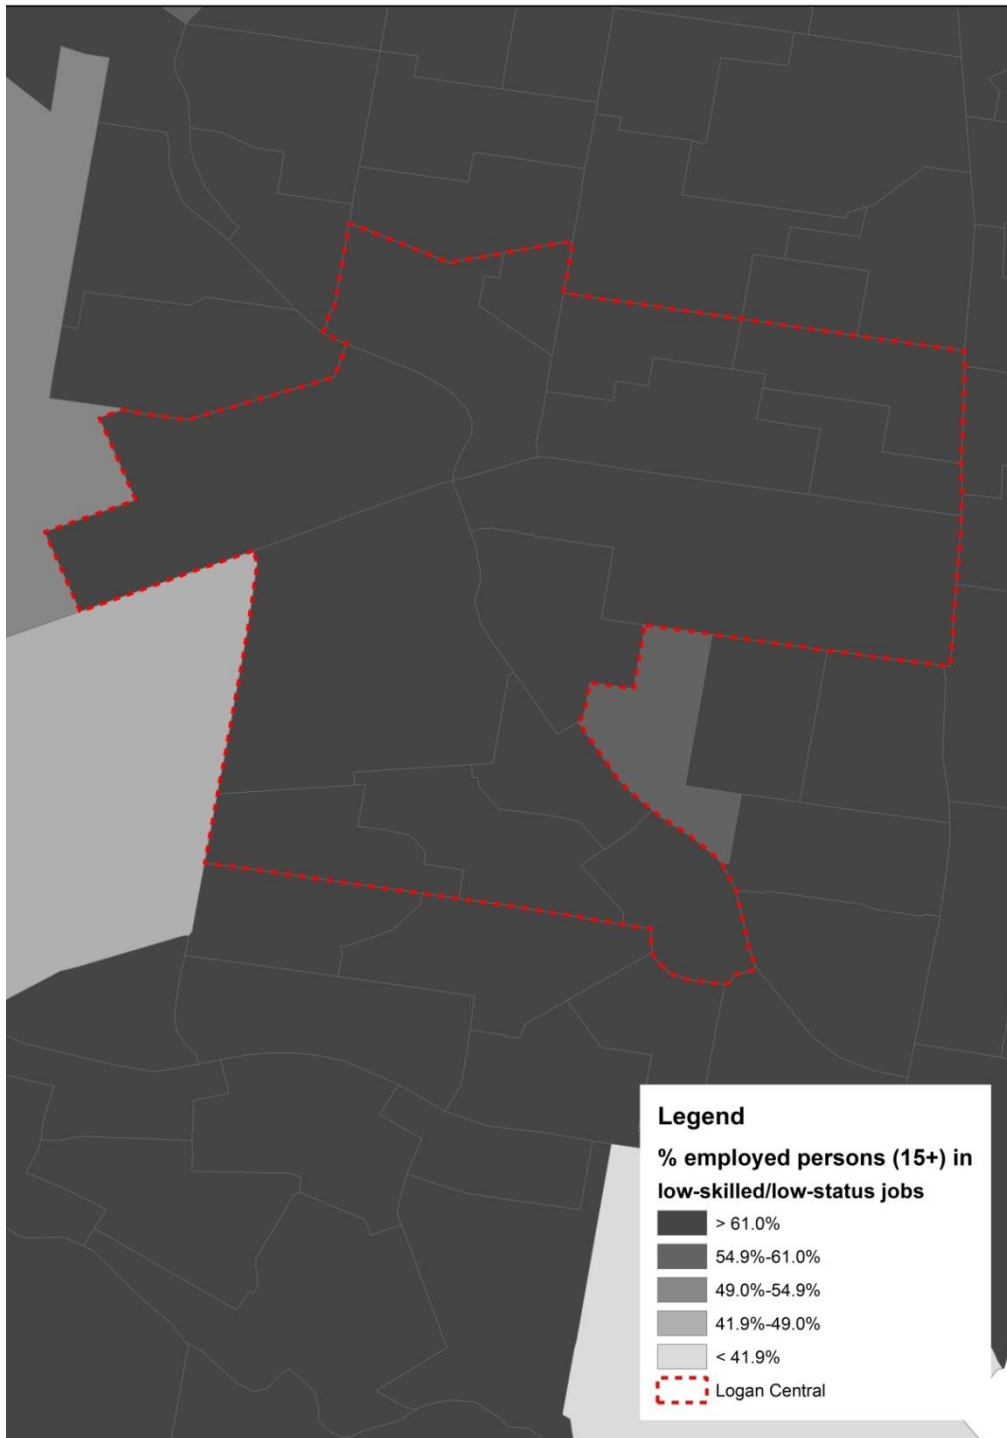 Legend
% employed persons (15+) in
low-skilled/low-status jobs
> 61.0%
54.9%-61.0%
49.0%-54.9%
41.9%-49.0%
< 41.9%
Logan Central